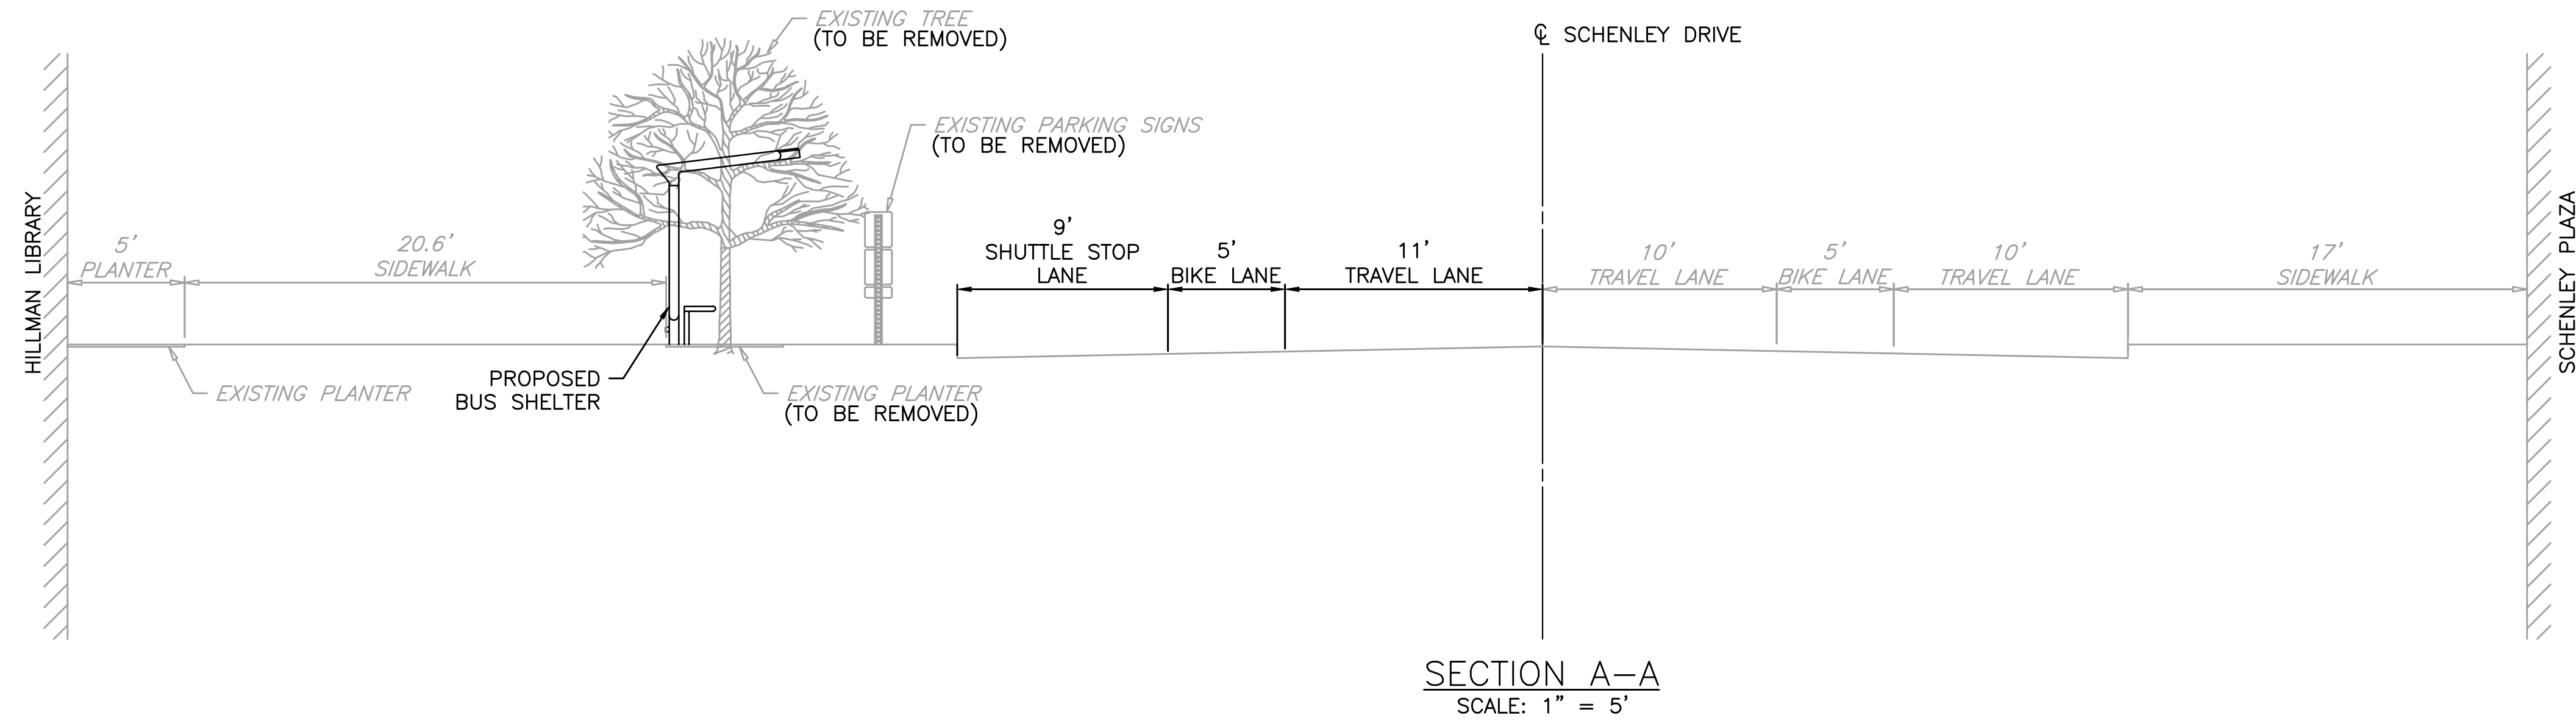 EXISTING TREE
(TO BE REMOVED)
℄ SCHENLEY DRIVE
EXISTING PARKING SIGNS
(TO BE REMOVED)
HILLMAN LIBRARY
5'
PLANTER
20.6'
SIDEWALK
9'
SHUTTLE STOP
LANE
5'
BIKE LANE
11'
TRAVEL LANE
10'
TRAVEL LANE
5'
BIKE LANE
10'
TRAVEL LANE
17'
SIDEWALK
SCHENLEY PLAZA
EXISTING PLANTER
PROPOSED
BUS SHELTER
EXISTING PLANTER
(TO BE REMOVED)
SECTION A-A
SCALE: 1" = 5'